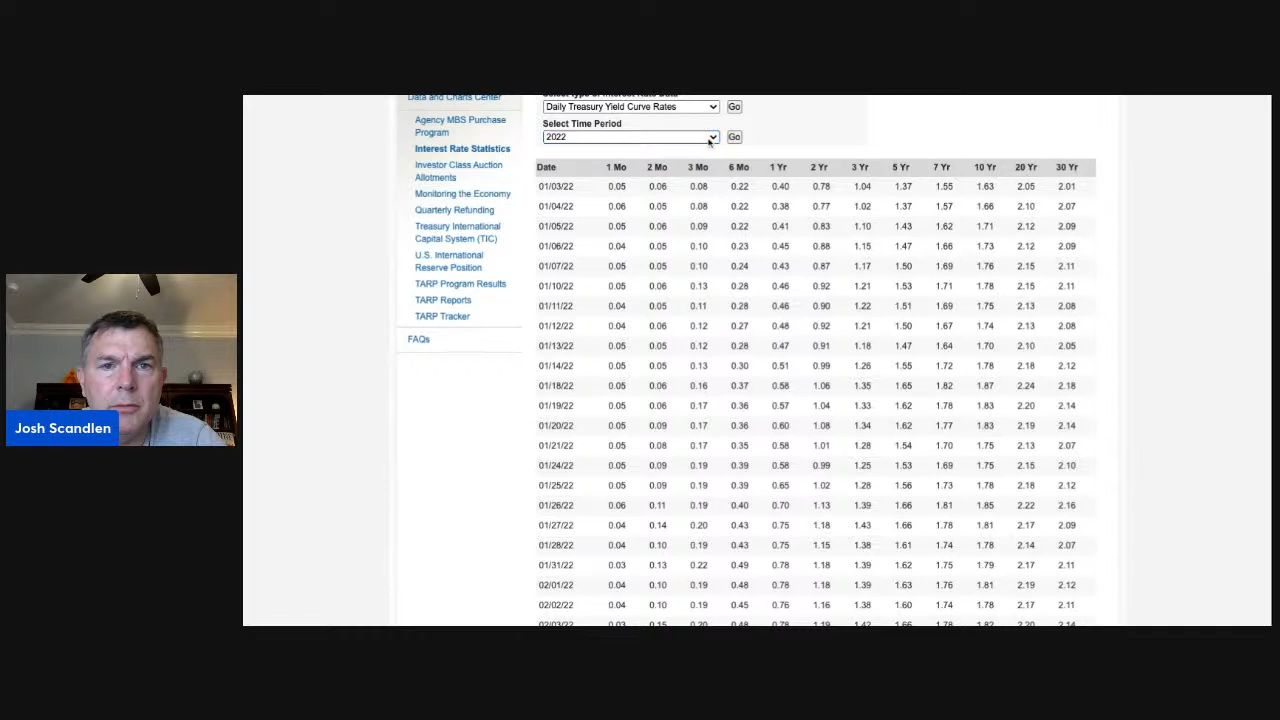 Data and Charts Center
Agency MBS Purchase
Program
Interest Rate Statistics
Investor Class Auction
Allotments
Monitoring the Economy
Quarterly Refunding
Treasury International
Capital System (TIC)
U.S. International
Reserve Position
TARP Program Results
TARP Reports
TARP Tracker
FAQs
Josh Scandlen
Daily Treasury Yield Curve Rates Go
Select Time Period
2022 Go
Date 1 Mo 2 Mo 3 Mo 6 Mo 1 Yr 2 Yr 3 Yr 5 Yr 7 Yr 10 Yr 20 Yr 30 Yr
01/03/22 0.05 0.06 0.08 0.22 0.40 0.78 1.04 1.37 1.55 1.63 2.05 2.01
01/04/22 0.06 0.05 0.08 0.22 0.38 0.77 1.02 1.37 1.57 1.66 2.10 2.07
01/05/22 0.05 0.06 0.09 0.22 0.41 0.83 1.10 1.43 1.62 1.71 2.12 2.09
01/06/22 0.04 0.05 0.10 0.23 0.45 0.88 1.15 1.47 1.66 1.73 2.12 2.09
01/07/22 0.05 0.05 0.10 0.24 0.43 0.87 1.17 1.50 1.69 1.76 2.15 2.11
01/10/22 0.05 0.06 0.13 0.28 0.46 0.92 1.21 1.53 1.71 1.78 2.15 2.11
01/11/22 0.04 0.05 0.11 0.28 0.46 0.90 1.22 1.51 1.69 1.75 2.13 2.08
01/12/22 0.04 0.06 0.12 0.27 0.48 0.92 1.21 1.50 1.67 1.74 2.13 2.08
01/13/22 0.05 0.06 0.12 0.28 0.47 0.91 1.18 1.47 1.64 1.70 2.10 2.05
01/14/22 0.05 0.05 0.13 0.30 0.51 0.99 1.26 1.55 1.72 1.78 2.18 2.12
01/18/22 0.05 0.06 0.16 0.37 0.58 1.06 1.35 1.65 1.82 1.87 2.24 2.18
01/19/22 0.05 0.06 0.17 0.36 0.57 1.04 1.33 1.62 1.78 1.83 2.20 2.14
01/20/22 0.05 0.09 0.17 0.36 0.60 1.08 1.34 1.62 1.77 1.83 2.19 2.14
01/21/22 0.05 0.08 0.17 0.35 0.58 1.01 1.28 1.54 1.70 1.75 2.13 2.07
01/24/22 0.05 0.09 0.19 0.39 0.58 0.99 1.25 1.53 1.69 1.75 2.15 2.10
01/25/22 0.05 0.09 0.19 0.39 0.65 1.02 1.28 1.56 1.73 1.78 2.18 2.12
01/26/22 0.06 0.11 0.19 0.40 0.70 1.13 1.39 1.66 1.81 1.85 2.22 2.16
01/27/22 0.04 0.14 0.20 0.43 0.75 1.18 1.43 1.66 1.78 1.81 2.17 2.09
01/28/22 0.04 0.10 0.19 0.43 0.75 1.15 1.38 1.61 1.74 1.78 2.14 2.07
01/31/22 0.03 0.13 0.22 0.49 0.78 1.18 1.39 1.62 1.75 1.79 2.17 2.11
02/01/22 0.04 0.10 0.19 0.48 0.78 1.18 1.39 1.63 1.76 1.81 2.19 2.12
02/02/22 0.04 0.10 0.19 0.45 0.76 1.16 1.38 1.60 1.74 1.78 2.17 2.11